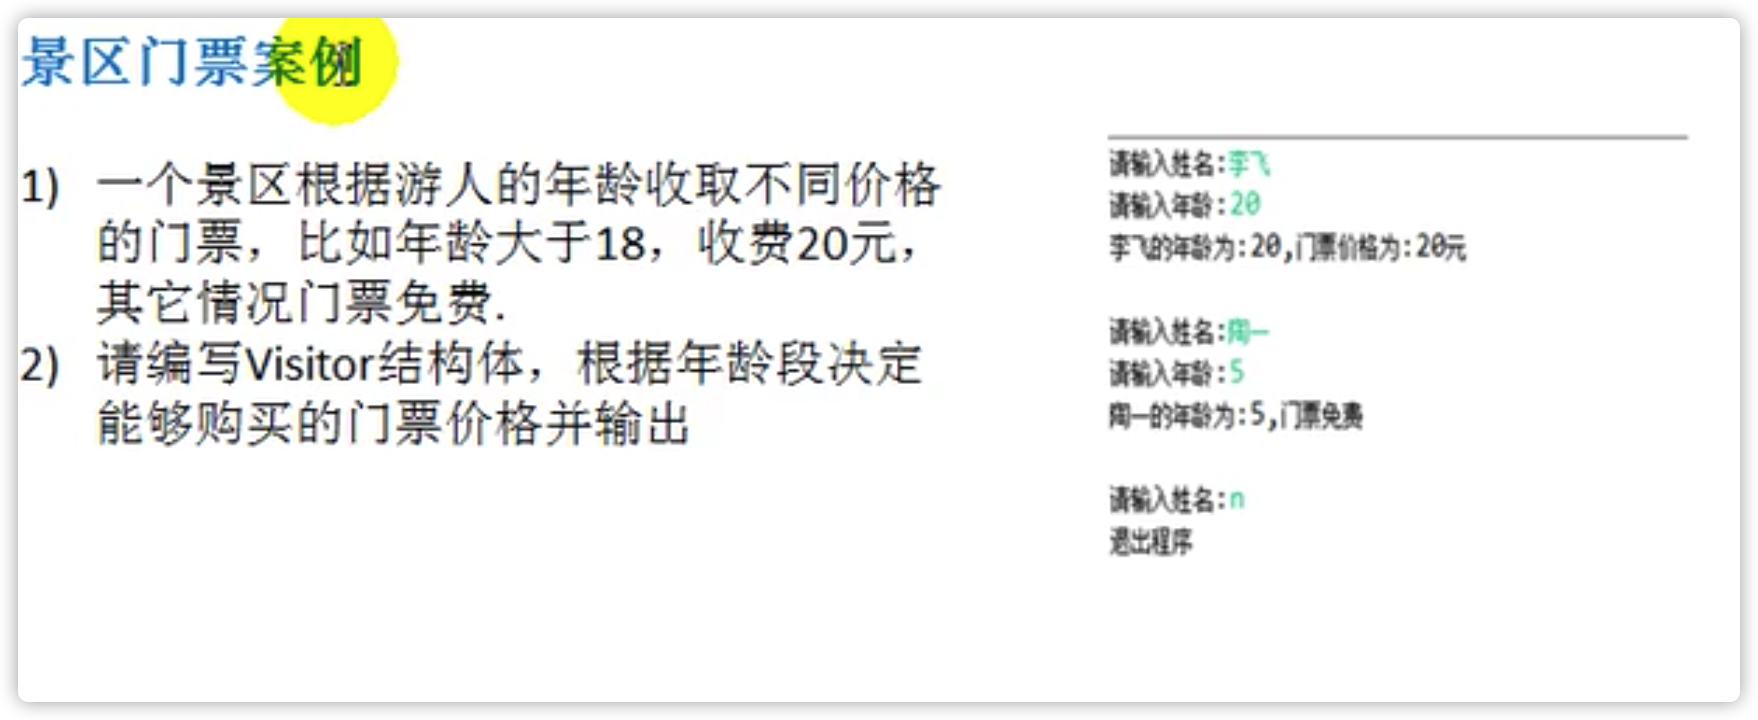 景区门票案例
1) 一个景区根据游人的年龄收取不同价格
的门票，比如年龄大于18，收费20元，
其它情况门票免费.
2) 请编写Visitor结构体，根据年龄段决定
能够购买的门票价格并输出
请输入姓名:李飞
请输入年龄:20
李飞的年龄为:20,门票价格为:20元
请输入姓名:陶一
请输入年龄:5
陶一的年龄为:5,门票免费
请输入姓名:n
退出程序